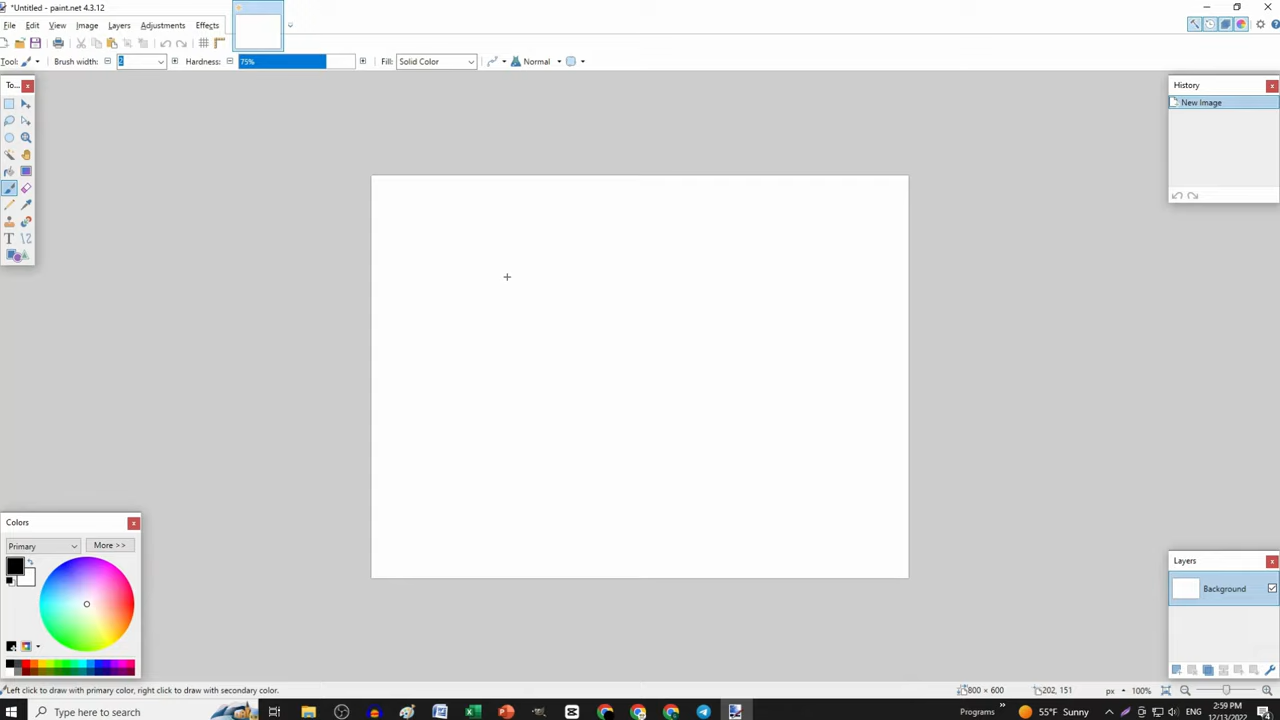 *Untitled - paint.net 4.3.12
File Edit View Image Layers Adjustments Effects
Tool: Brush width: 2 Hardness: 75% Fill: Solid Color Normal
To...
History
New Image
Colors
Primary More >>
Layers
Background
Left click to draw with primary color, right click to draw with secondary color. 800 × 600 202, 151 px 100%
Type here to search Programs 55°F Sunny ENG 2:59 PM
12/13/2022